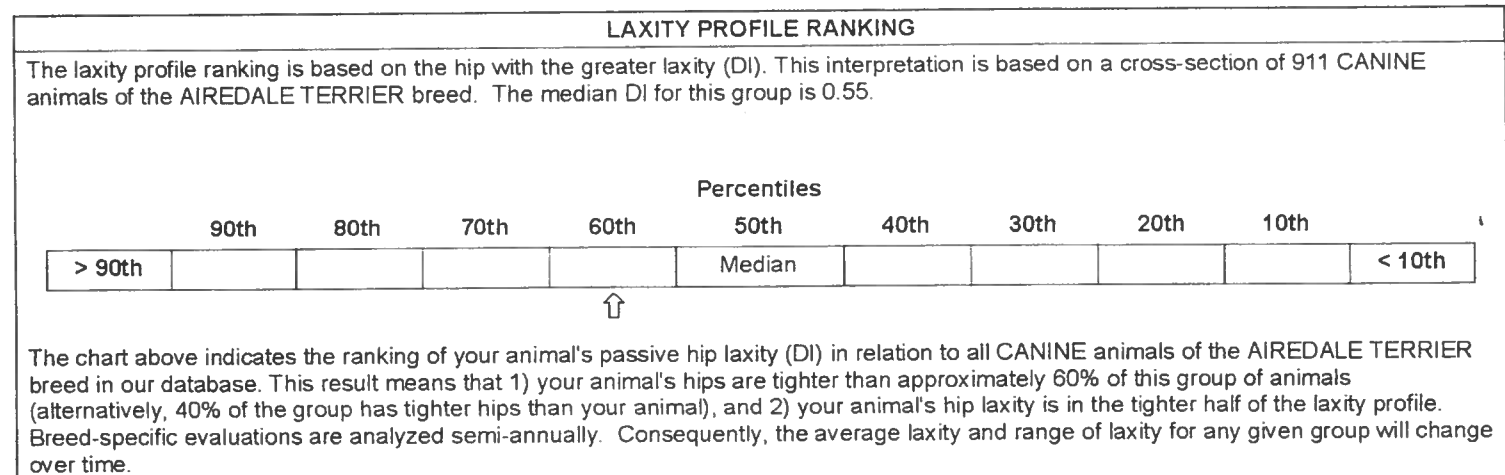 LAXITY PROFILE RANKING
The laxity profile ranking is based on the hip with the greater laxity (DI). This interpretation is based on a cross-section of 911 CANINE
animals of the AIREDALE TERRIER breed. The median DI for this group is 0.55.
Percentiles
90th 80th 70th 60th 50th 40th 30th 20th 10th
> 90th Median < 10th
The chart above indicates the ranking of your animal's passive hip laxity (DI) in relation to all CANINE animals of the AIREDALE TERRIER
breed in our database. This result means that 1) your animal's hips are tighter than approximately 60% of this group of animals
(alternatively, 40% of the group has tighter hips than your animal), and 2) your animal's hip laxity is in the tighter half of the laxity profile.
Breed-specific evaluations are analyzed semi-annually. Consequently, the average laxity and range of laxity for any given group will change
over time.